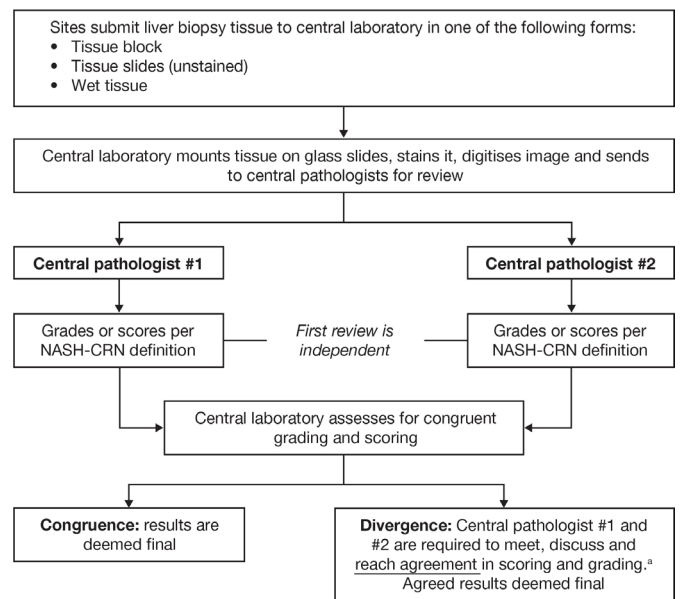 Sites submit liver biopsy tissue to central laboratory in one of the following forms:
• Tissue block
• Tissue slides (unstained)
• Wet tissue
Central laboratory mounts tissue on glass slides, stains it, digitises image and sends
to central pathologists for review
Central pathologist #1
Central pathologist #2
Grades or scores per
NASH-CRN definition
First review is
independent
Grades or scores per
NASH-CRN definition
Central laboratory assesses for congruent
grading and scoring
Congruence: results are
deemed final
Divergence: Central pathologist #1 and
#2 are required to meet, discuss and
reach agreement in scoring and grading.ᵃ
Agreed results deemed final